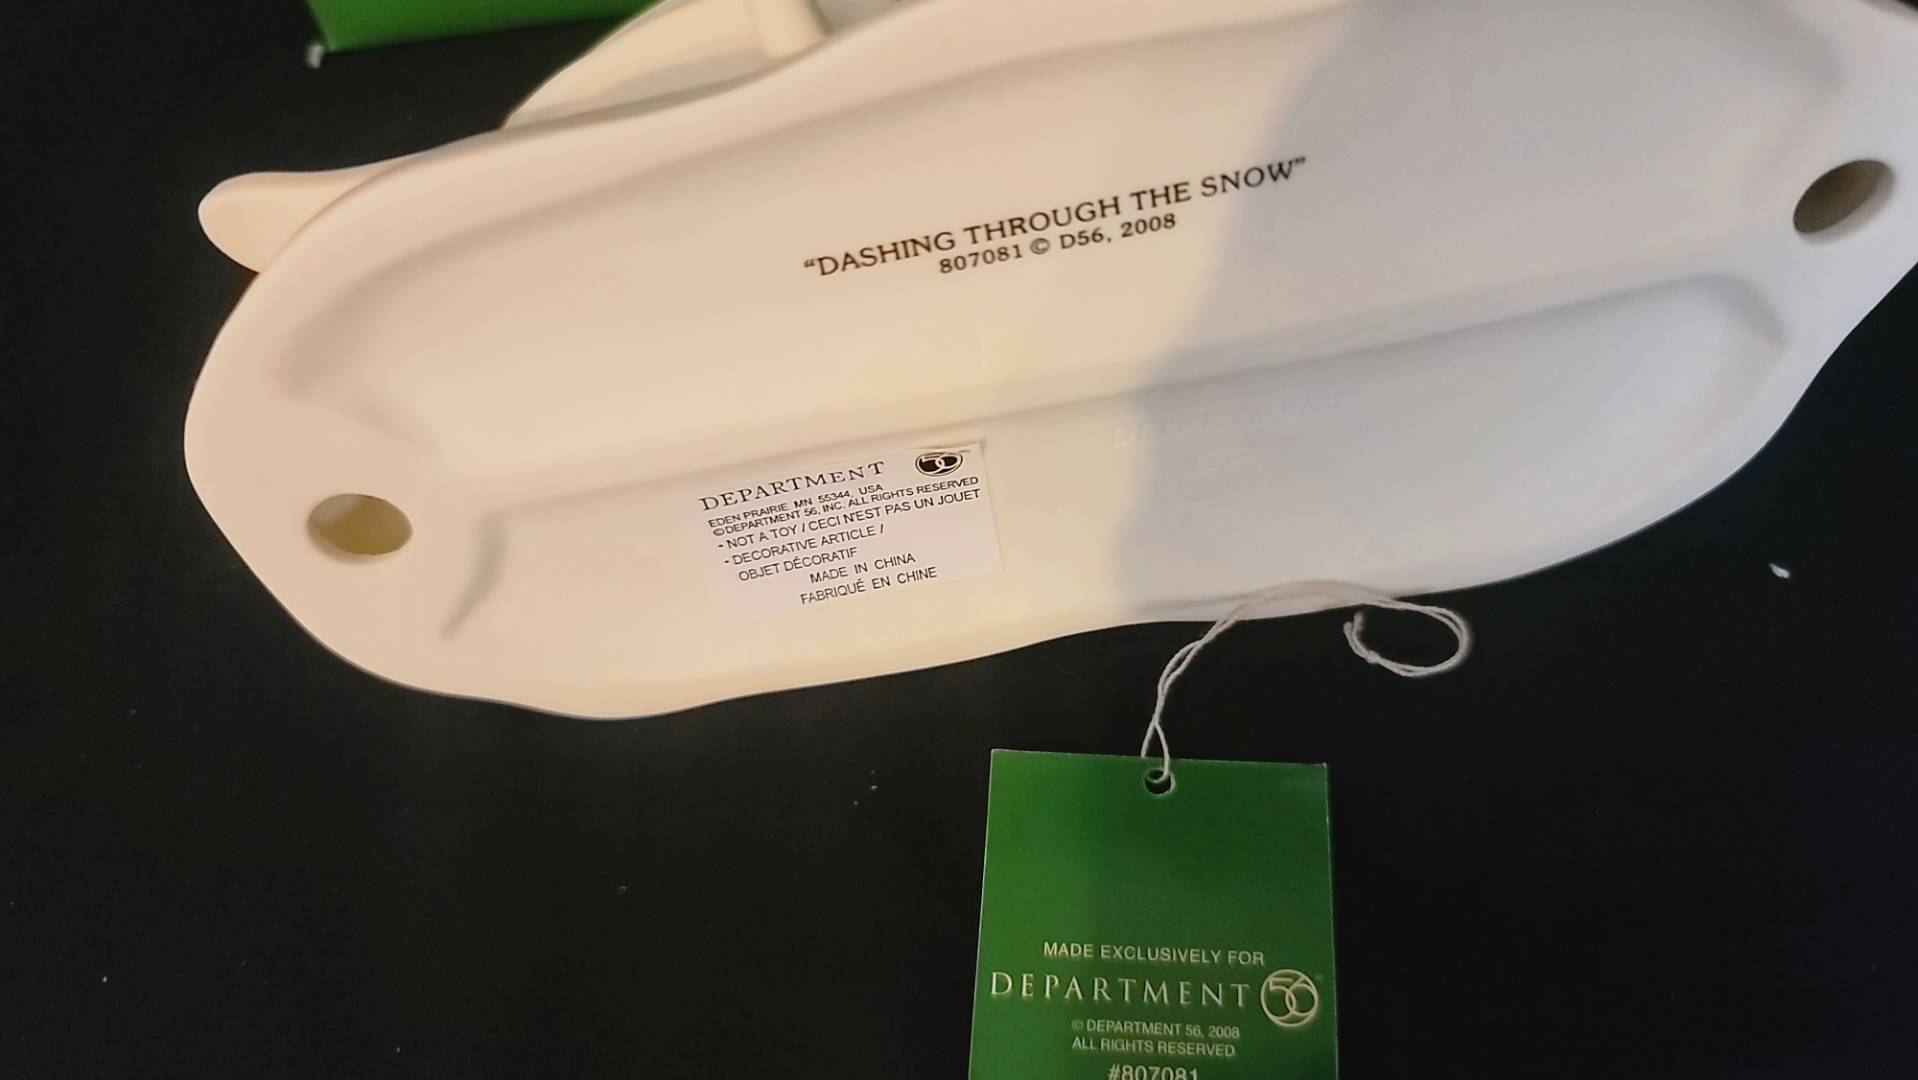 “DASHING THROUGH THE SNOW”
807081 © D56, 2008
DEPARTMENT 56
EDEN PRAIRIE MN 55344, USA
©DEPARTMENT 56, INC. ALL RIGHTS RESERVED
- NOT A TOY / CECI N'EST PAS UN JOUET
- DECORATIVE ARTICLE /
OBJET DÉCORATIF
MADE IN CHINA
FABRIQUÉ EN CHINE
DEPARTMENT
56
MADE EXCLUSIVELY FOR
DEPARTMENT 56
© DEPARTMENT 56, 2008
ALL RIGHTS RESERVED.
#807081